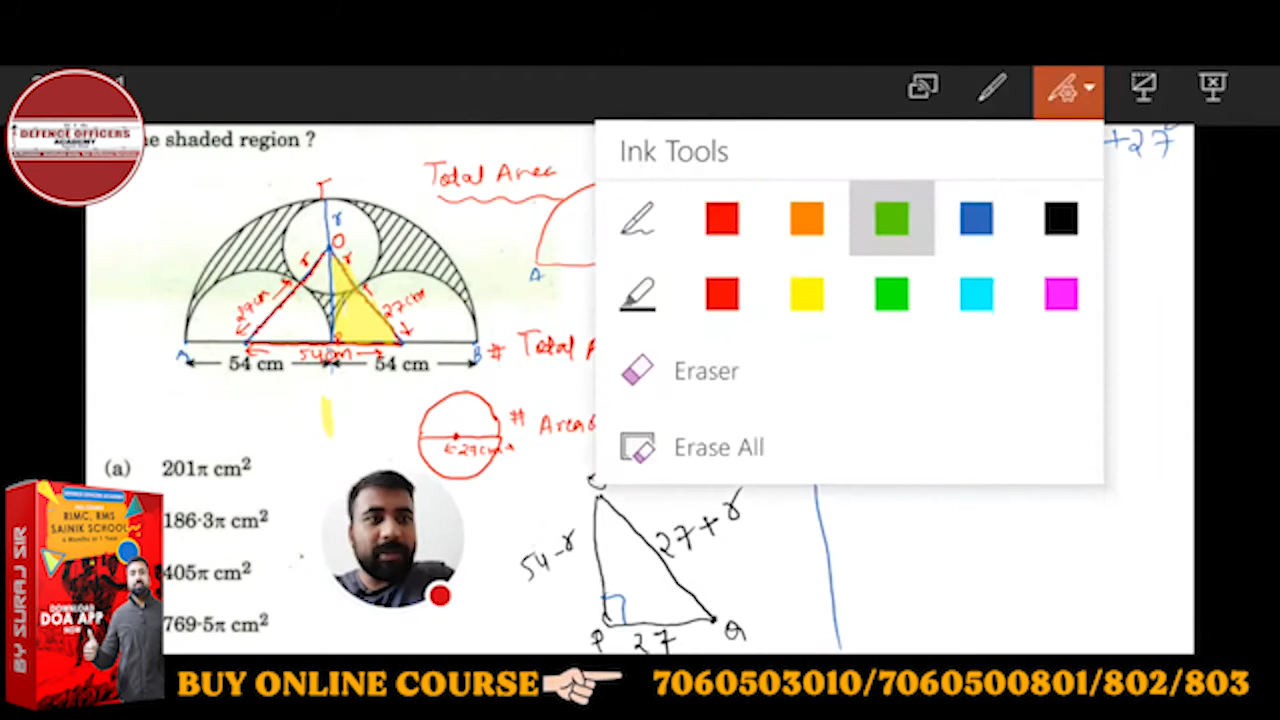 DEFENCE OFFICERS
ACADEMY
e shaded region ?
Total Area
+27
Ink Tools
Eraser
Erase All
T
r
O
r
r
27cm
27cm
54cm
A
B
54 cm
54 cm
A
# Total A
27cm
# Area
(a) 201π cm²
186·3π cm²
405π cm²
769·5π cm²
54-r
27+r
P
27
Q
RIMC, RMS
SAINIK SCHOOL
DOWNLOAD
DOA APP
NOW
BY SURAJ SIR
BUY ONLINE COURSE
7060503010/7060500801/802/803